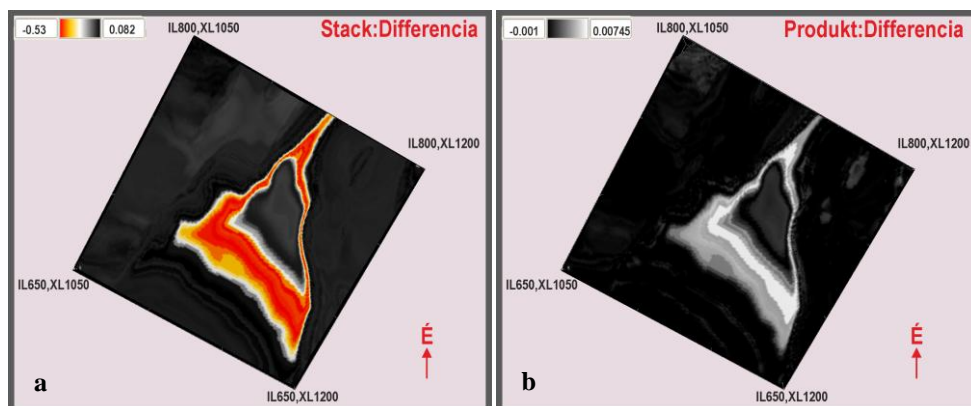 -0.53 0.082
IL800,XL1050
Stack:Differencia
IL800,XL1200
IL650,XL1050
É
a
IL650,XL1200
-0.001 0.00745
IL800,XL1050
Produkt:Differencia
IL800,XL1200
IL650,XL1050
É
b
IL650,XL1200